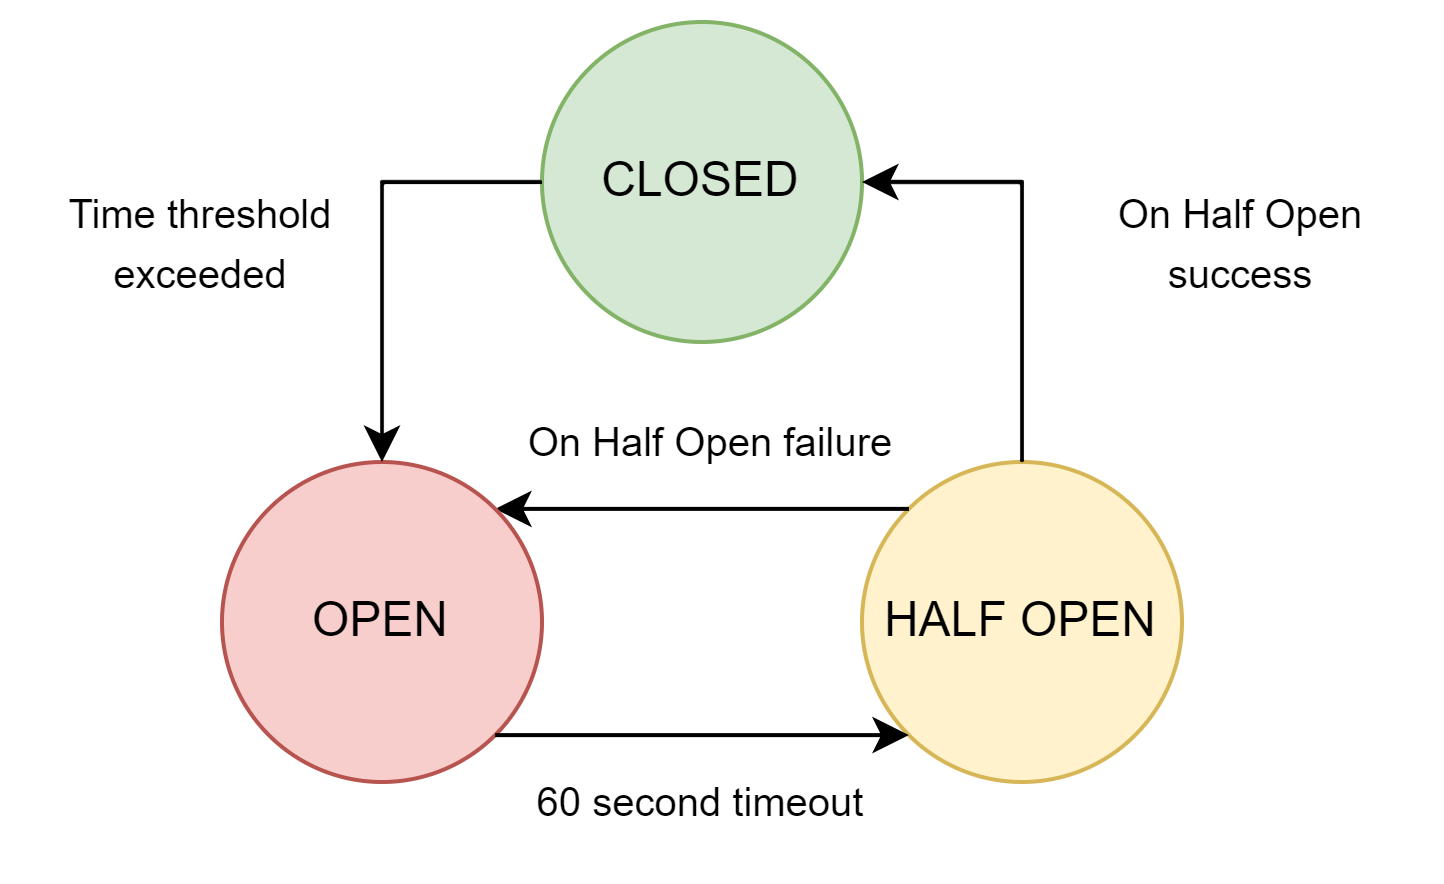 CLOSED
Time threshold
exceeded
On Half Open
success
On Half Open failure
OPEN
HALF OPEN
60 second timeout